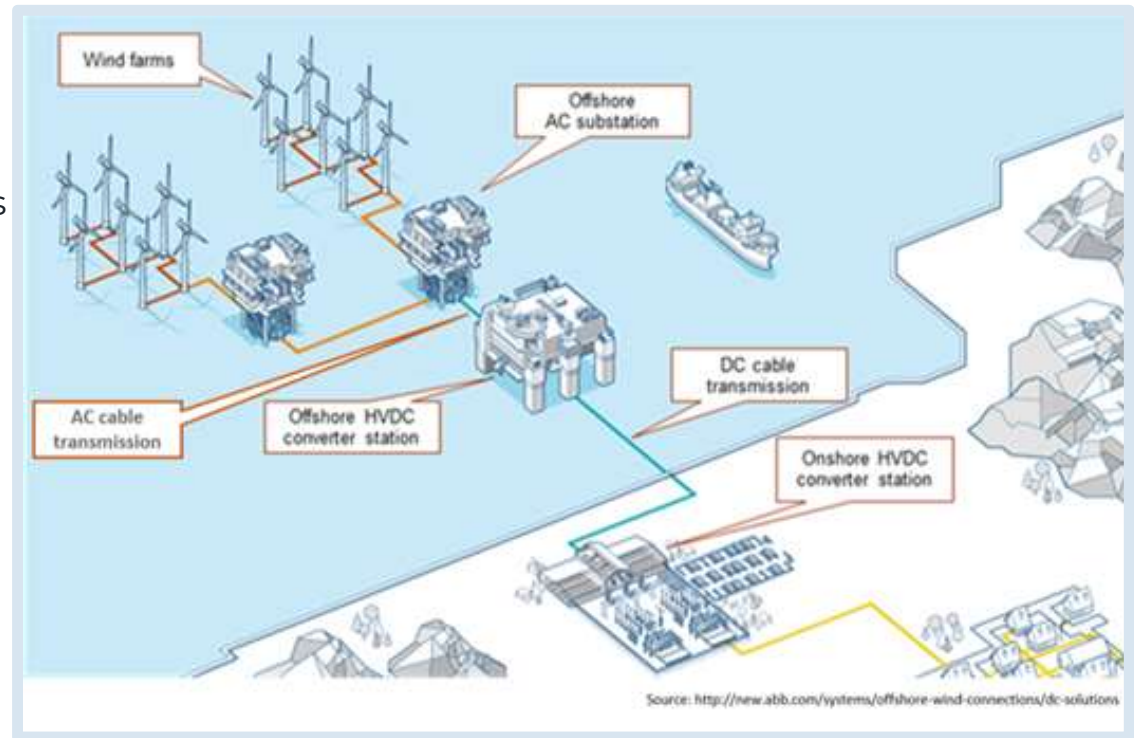 Wind farms
Offshore
AC substation
s
AC cable
transmission
Offshore HVDC
converter station
DC cable
transmission
Onshore HVDC
converter station
Source: http://new.abb.com/systems/offshore-wind-connections/dc-solutions